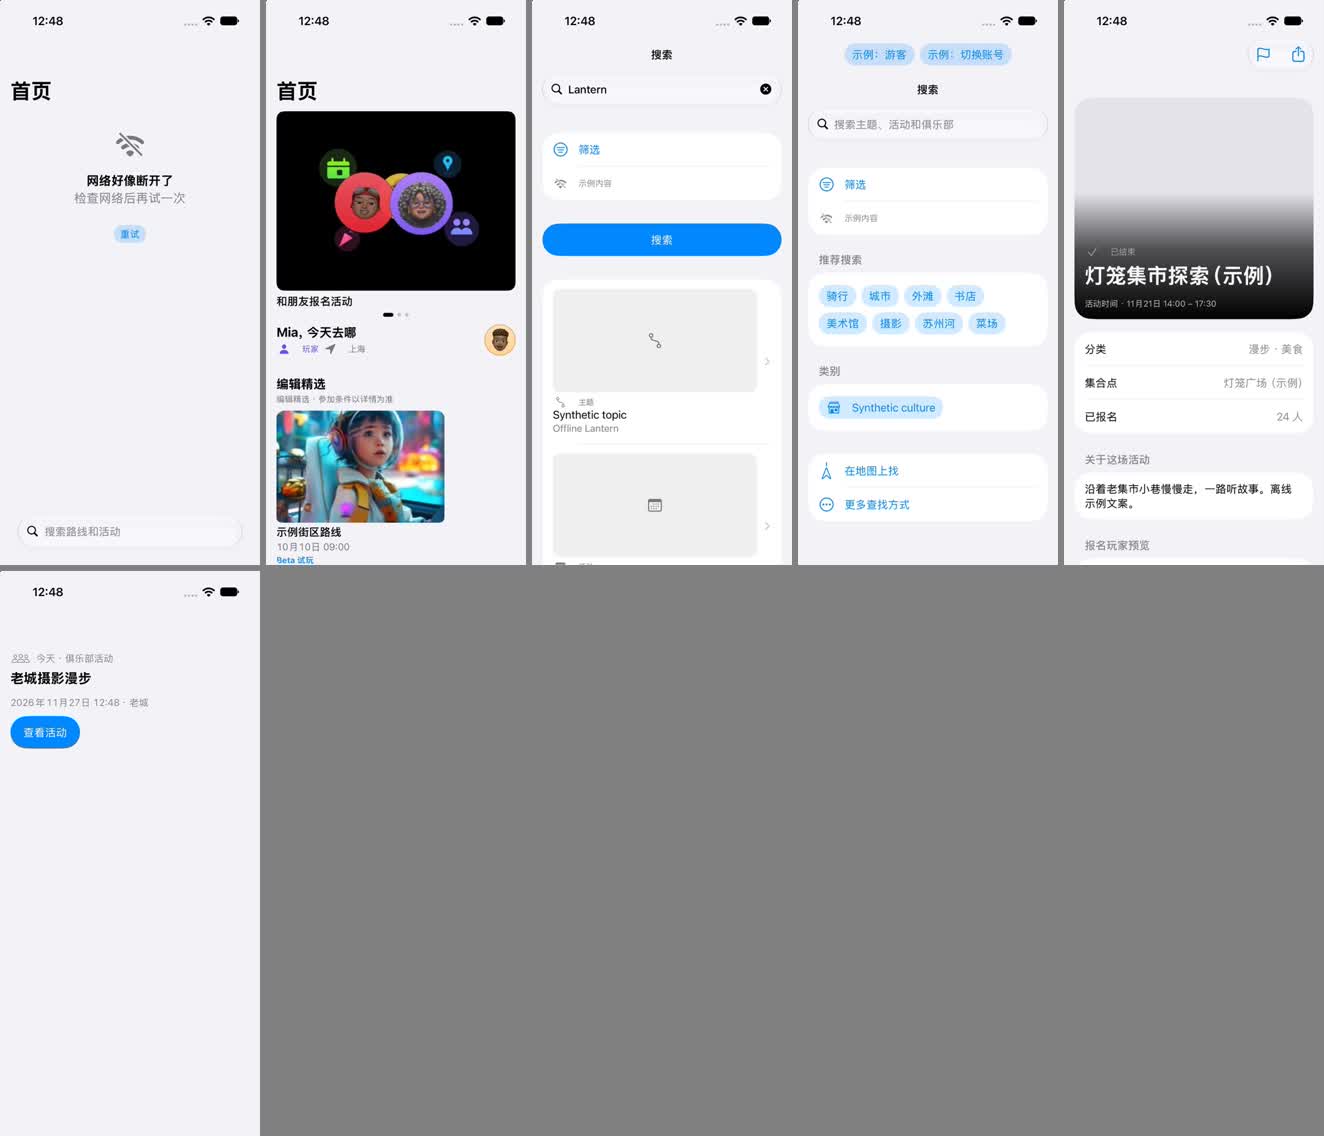 12:48
首页
网络好像断开了
检查网络后再试一次
重试
搜索路线和活动
12:48
首页
和朋友报名活动
Mia, 今天去哪
玩家
上海
编辑精选
编辑精选 · 参加条件以详情为准
示例街区路线
10月10日 09:00
Beta 试玩
12:48
搜索
Lantern
筛选
示例内容
搜索
主题
Synthetic topic
Offline Lantern
12:48
示例：游客
示例：切换账号
搜索
搜索主题、活动和俱乐部
筛选
示例内容
推荐搜索
骑行 城市 外滩 书店
美术馆 摄影 苏州河 菜场
类别
Synthetic culture
在地图上找
更多查找方式
12:48
已结束
灯笼集市探索（示例）
活动时间 · 11月21日 14:00 – 17:30
分类 漫步 · 美食
集合点 灯笼广场（示例）
已报名 24 人
关于这场活动
沿着老集市小巷慢慢走，一路听故事。离线
示例文案。
报名玩家预览
12:48
今天 · 俱乐部活动
老城摄影漫步
2026年11月27日 12:48 · 老城
查看活动